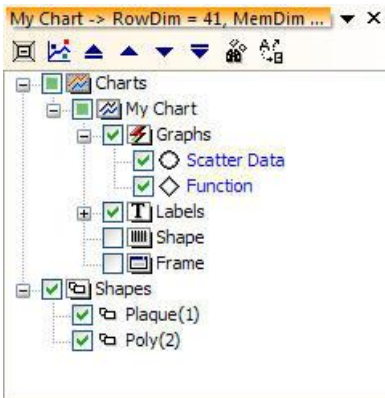 My Chart -> RowDim = 41, MemDim ...
Charts
My Chart
Graphs
Scatter Data
Function
Labels
Shape
Frame
Shapes
Plaque(1)
Poly(2)